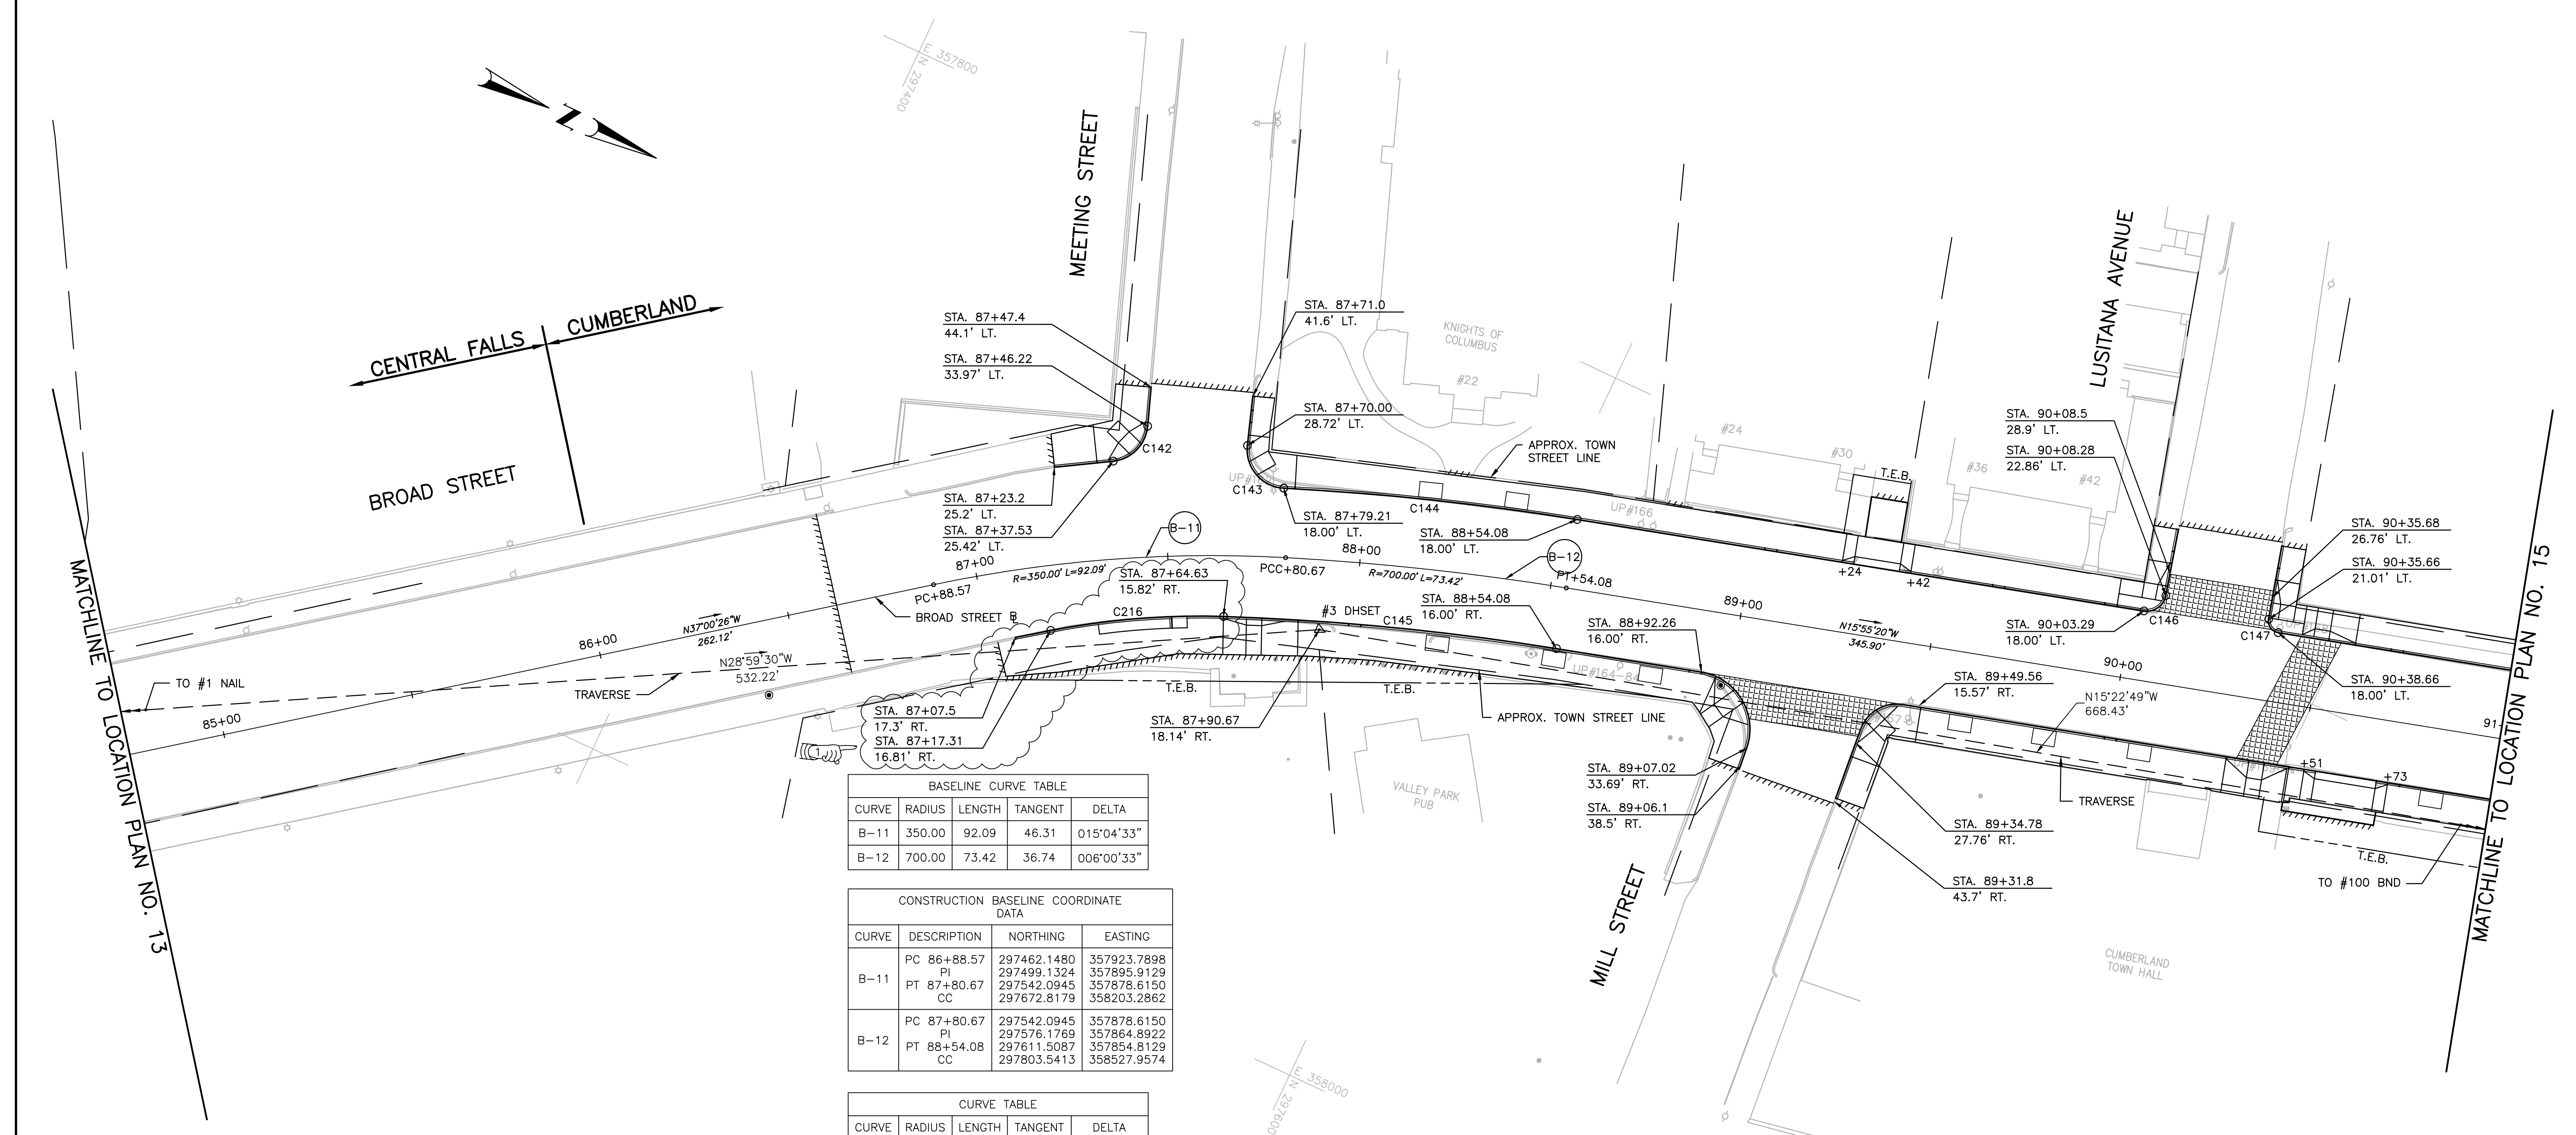 E 357800
N 297400
N
MEETING STREET
LUSITANA AVENUE
CENTRAL FALLS
CUMBERLAND
BROAD STREET
STA. 87+47.4
44.1' LT.
STA. 87+46.22
33.97' LT.
STA. 87+71.0
41.6' LT.
KNIGHTS OF
COLUMBUS
#22
STA. 87+70.00
28.72' LT.
APPROX. TOWN
STREET LINE
#24
#30
T.E.B.
#36
#42
STA. 90+08.5
28.9' LT.
STA. 90+08.28
22.86' LT.
C142
STA. 87+23.2
25.2' LT.
STA. 87+37.53
25.42' LT.
C143
C144
STA. 87+79.21
18.00' LT.
STA. 88+54.08
18.00' LT.
UP#166
STA. 90+35.68
26.76' LT.
STA. 90+35.66
21.01' LT.
B-11
B-12
+24
+42
STA. 90+03.29
18.00' LT.
C146
C147
STA. 90+38.66
18.00' LT.
MATCHLINE TO LOCATION PLAN NO. 13
MATCHLINE TO LOCATION PLAN NO. 15
85+00
86+00
87+00
88+00
89+00
90+00
91
PC+88.57
R=350.00' L=92.09'
PCC+80.67
R=700.00' L=73.42'
PT+54.08
N37°00'26"W
262.12'
BROAD STREET B
N28°59'30"W
532.22'
TRAVERSE
TO #1 NAIL
STA. 87+64.63
15.82' RT.
C216
#3 DHSET
C145
STA. 88+54.08
16.00' RT.
STA. 88+92.26
16.00' RT.
N15°55'20"W
345.90'
UP#164-84
STA. 89+49.56
15.57' RT.
N15°22'49"W
668.43'
T.E.B.
T.E.B.
STA. 87+07.5
17.3' RT.
STA. 87+17.31
16.81' RT.
1
STA. 87+90.67
18.14' RT.
APPROX. TOWN STREET LINE
VALLEY PARK
PUB
STA. 89+07.02
33.69' RT.
STA. 89+06.1
38.5' RT.
MILL STREET
STA. 89+34.78
27.76' RT.
STA. 89+31.8
43.7' RT.
TRAVERSE
+51
+73
T.E.B.
TO #100 BND
CUMBERLAND
TOWN HALL
BASELINE CURVE TABLE
CURVE RADIUS LENGTH TANGENT DELTA
B-11 350.00 92.09 46.31 015°04'33"
B-12 700.00 73.42 36.74 006°00'33"
CONSTRUCTION BASELINE COORDINATE
DATA
CURVE DESCRIPTION NORTHING EASTING
B-11
PC 86+88.57 297462.1480 357923.7898
PI 297499.1324 357895.9129
PT 87+80.67 297542.0945 357878.6150
CC 297672.8179 358203.2862
B-12
PC 87+80.67 297542.0945 357878.6150
PI 297576.1769 357864.8922
PT 88+54.08 297611.5087 357854.8129
CC 297803.5413 358527.9574
E 358000
N 297600
CURVE TABLE
CURVE RADIUS LENGTH TANGENT DELTA